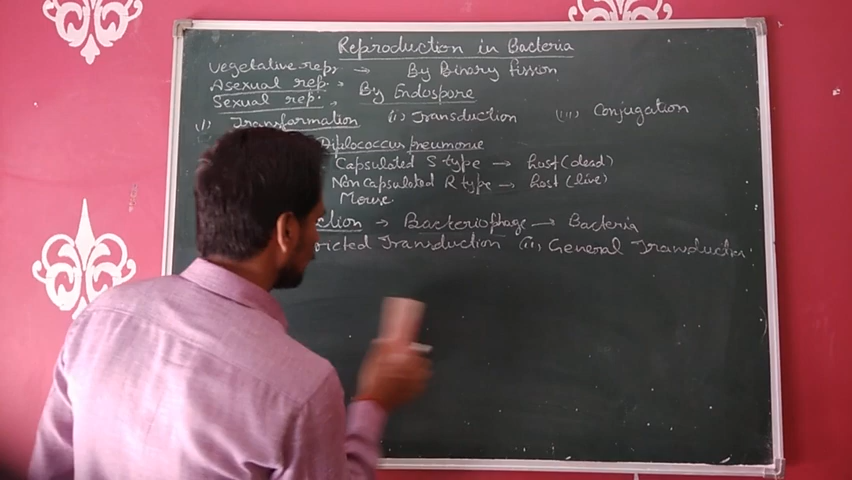 Reproduction in Bacteria
Vegetative rep. → By Binary fission
Asexual rep. → By Endospore
Sexual rep. →
(i) Transformation (ii) Transduction (iii) Conjugation
Diplococcus pneumonie
Capsulated S type → host (dead)
Non capsulated R type → host (live)
Mouse
ction → Bacteriophage → Bacteria
ricted Transduction (ii) General Transduction